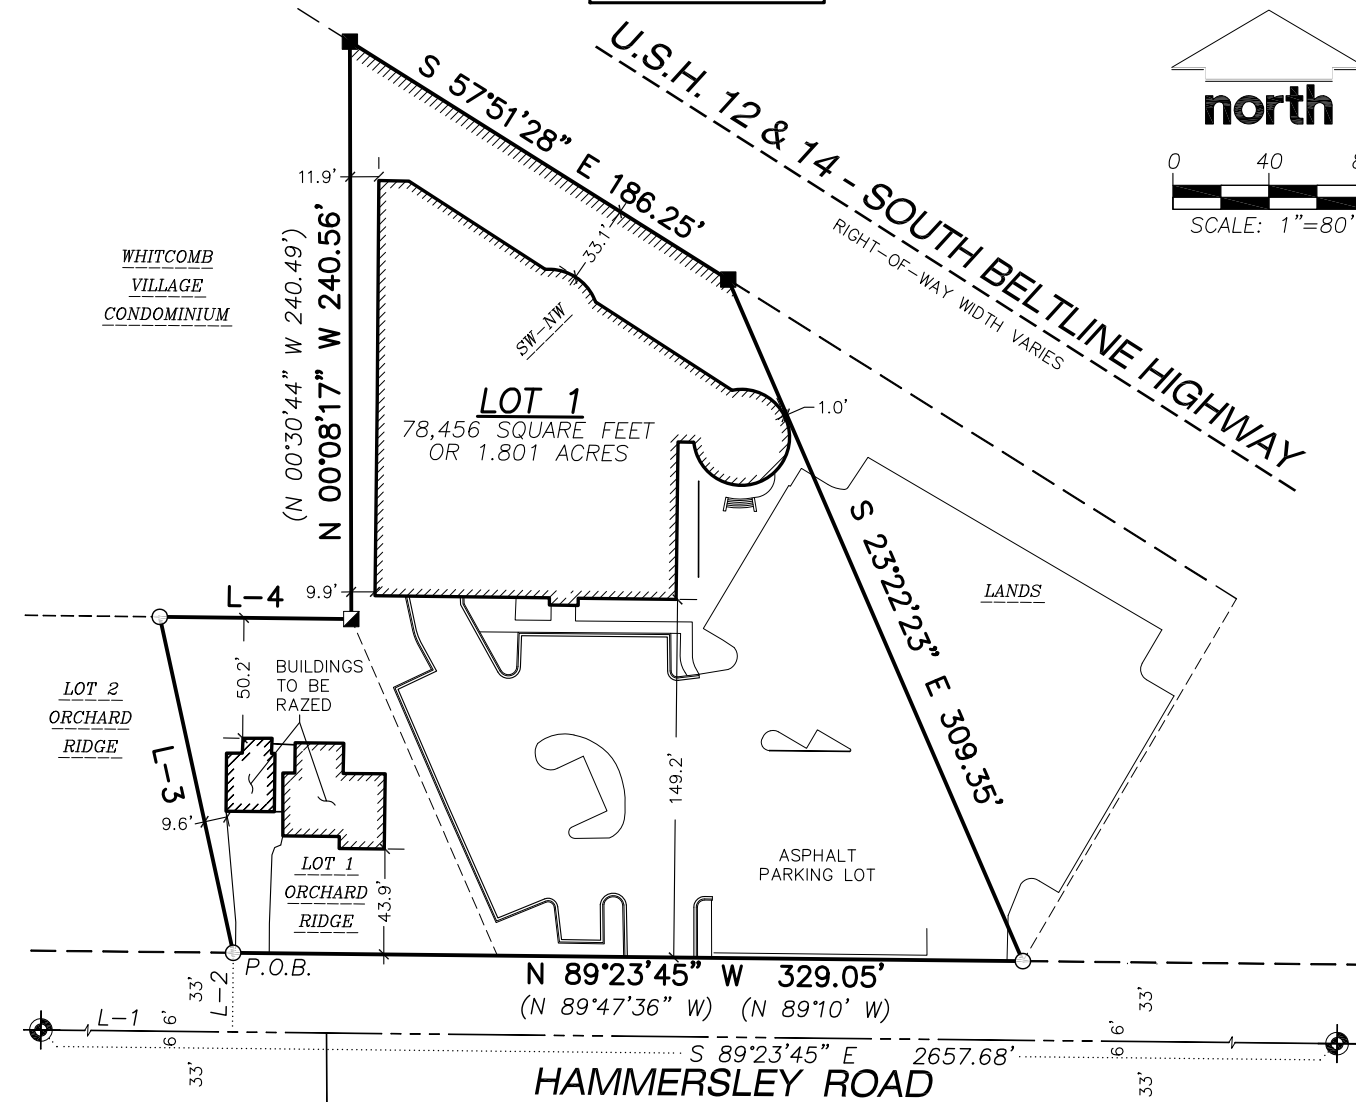 U.S.H. 12 & 14 - SOUTH BELTLINE HIGHWAY
RIGHT-OF-WAY WIDTH VARIES
north
0 40 8
SCALE: 1"=80'
S 57°51'28" E 186.25'
11.9'
33.1'
SW-NW
WHITCOMB
VILLAGE
CONDOMINIUM
(N 00°30'44" W 240.49')
N 00°08'17" W 240.56'
LOT 1
78,456 SQUARE FEET
OR 1.801 ACRES
1.0'
S 23°22'23" E 309.35'
LANDS
9.9'
L-4
50.2'
BUILDINGS
TO BE
RAZED
LOT 2
ORCHARD
RIDGE
L-3
9.6'
LOT 1
ORCHARD
RIDGE
43.9'
149.2'
ASPHALT
PARKING LOT
P.O.B.
N 89°23'45" W 329.05'
(N 89°47'36" W) (N 89°10' W)
33'
L-2
33'
L-1
6'
6'
6'
6'
S 89°23'45" E 2657.68'
33'
33'
HAMMERSLEY ROAD